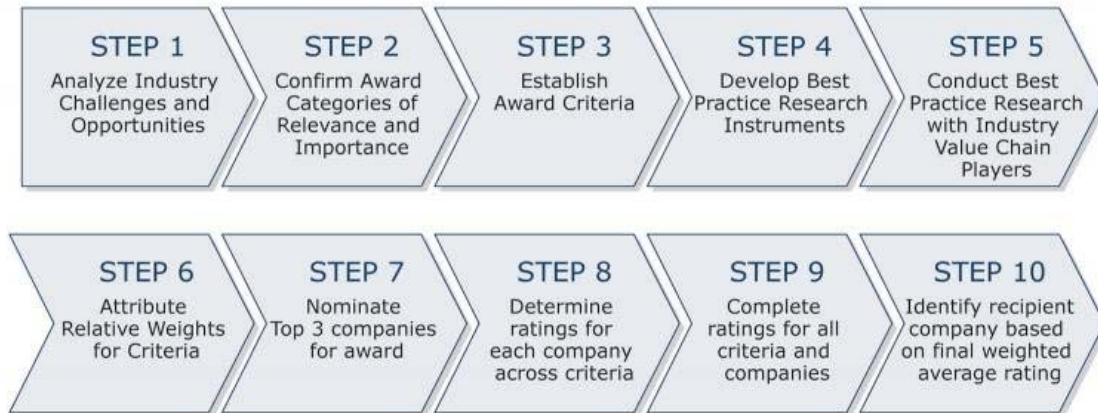 STEP 1
Analyze Industry
Challenges and
Opportunities
STEP 2
Confirm Award
Categories of
Relevance and
Importance
STEP 3
Establish
Award Criteria
STEP 4
Develop Best
Practice Research
Instruments
STEP 5
Conduct Best
Practice Research
with Industry
Value Chain
Players
STEP 6
Attribute
Relative Weights
for Criteria
STEP 7
Nominate
Top 3 companies
for award
STEP 8
Determine
ratings for
each company
across criteria
STEP 9
Complete
ratings for all
criteria and
companies
STEP 10
Identify recipient
company based
on final weighted
average rating